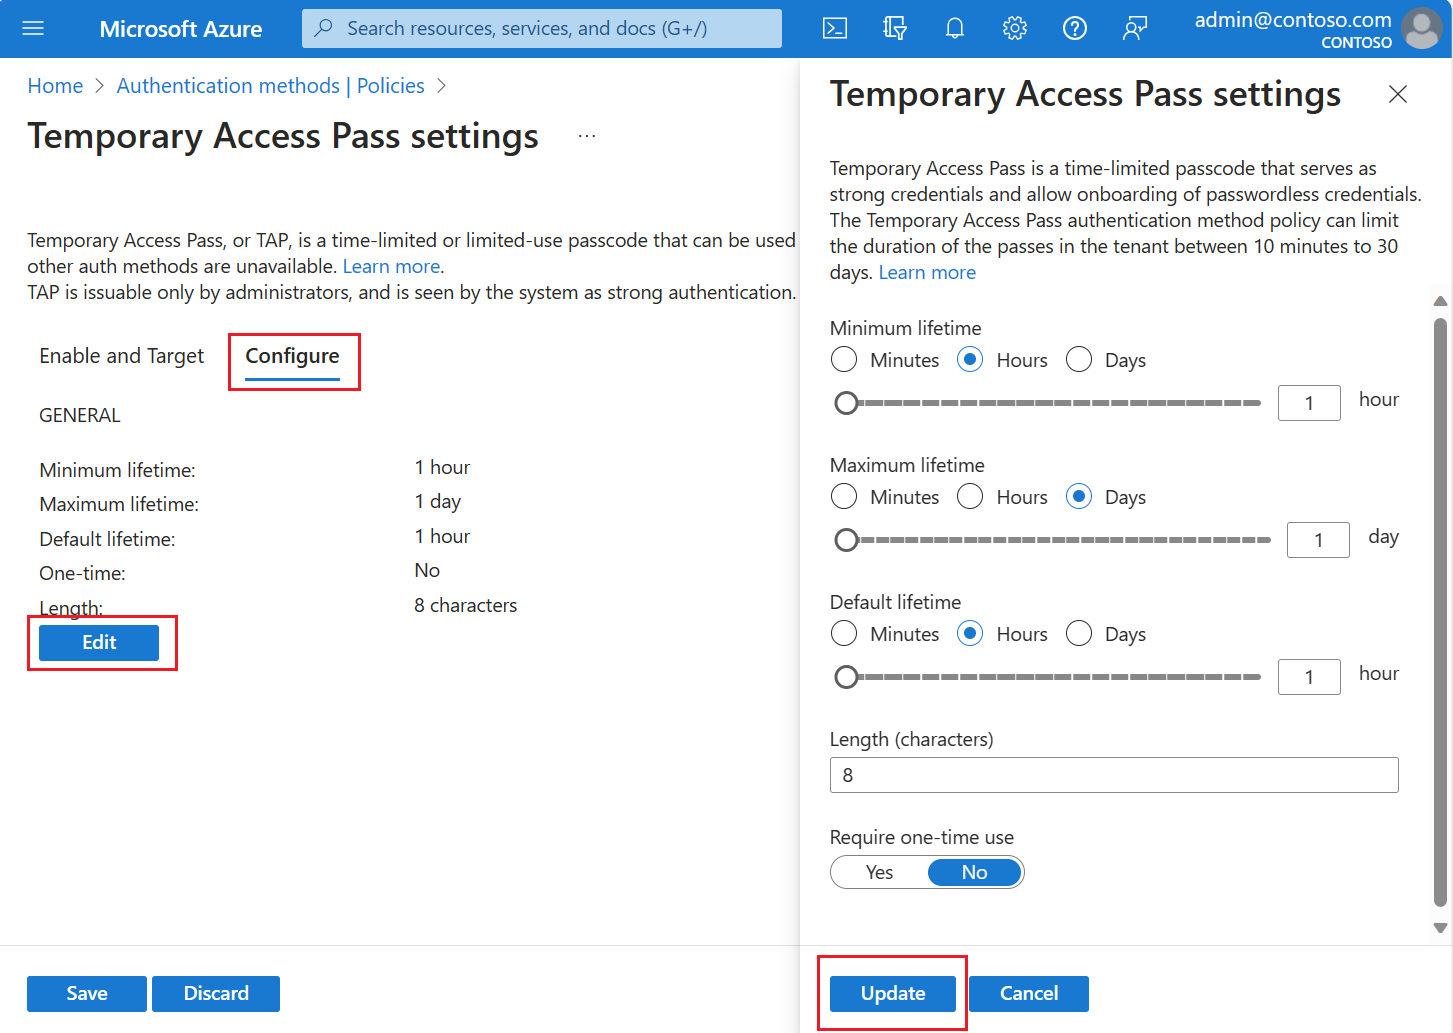 Microsoft Azure
Search resources, services, and docs (G+/)
admin@contoso.com
CONTOSO
Home > Authentication methods | Policies >
Temporary Access Pass settings ...
Temporary Access Pass, or TAP, is a time-limited or limited-use passcode that can be used
other auth methods are unavailable. Learn more.
TAP is issuable only by administrators, and is seen by the system as strong authentication.
Enable and Target
Configure
GENERAL
Minimum lifetime: 1 hour
Maximum lifetime: 1 day
Default lifetime: 1 hour
One-time: No
Length: 8 characters
Edit
Save
Discard
Temporary Access Pass settings
Temporary Access Pass is a time-limited passcode that serves as
strong credentials and allow onboarding of passwordless credentials.
The Temporary Access Pass authentication method policy can limit
the duration of the passes in the tenant between 10 minutes to 30
days. Learn more
Minimum lifetime
Minutes Hours Days
1 hour
Maximum lifetime
Minutes Hours Days
1 day
Default lifetime
Minutes Hours Days
1 hour
Length (characters)
8
Require one-time use
Yes No
Update
Cancel